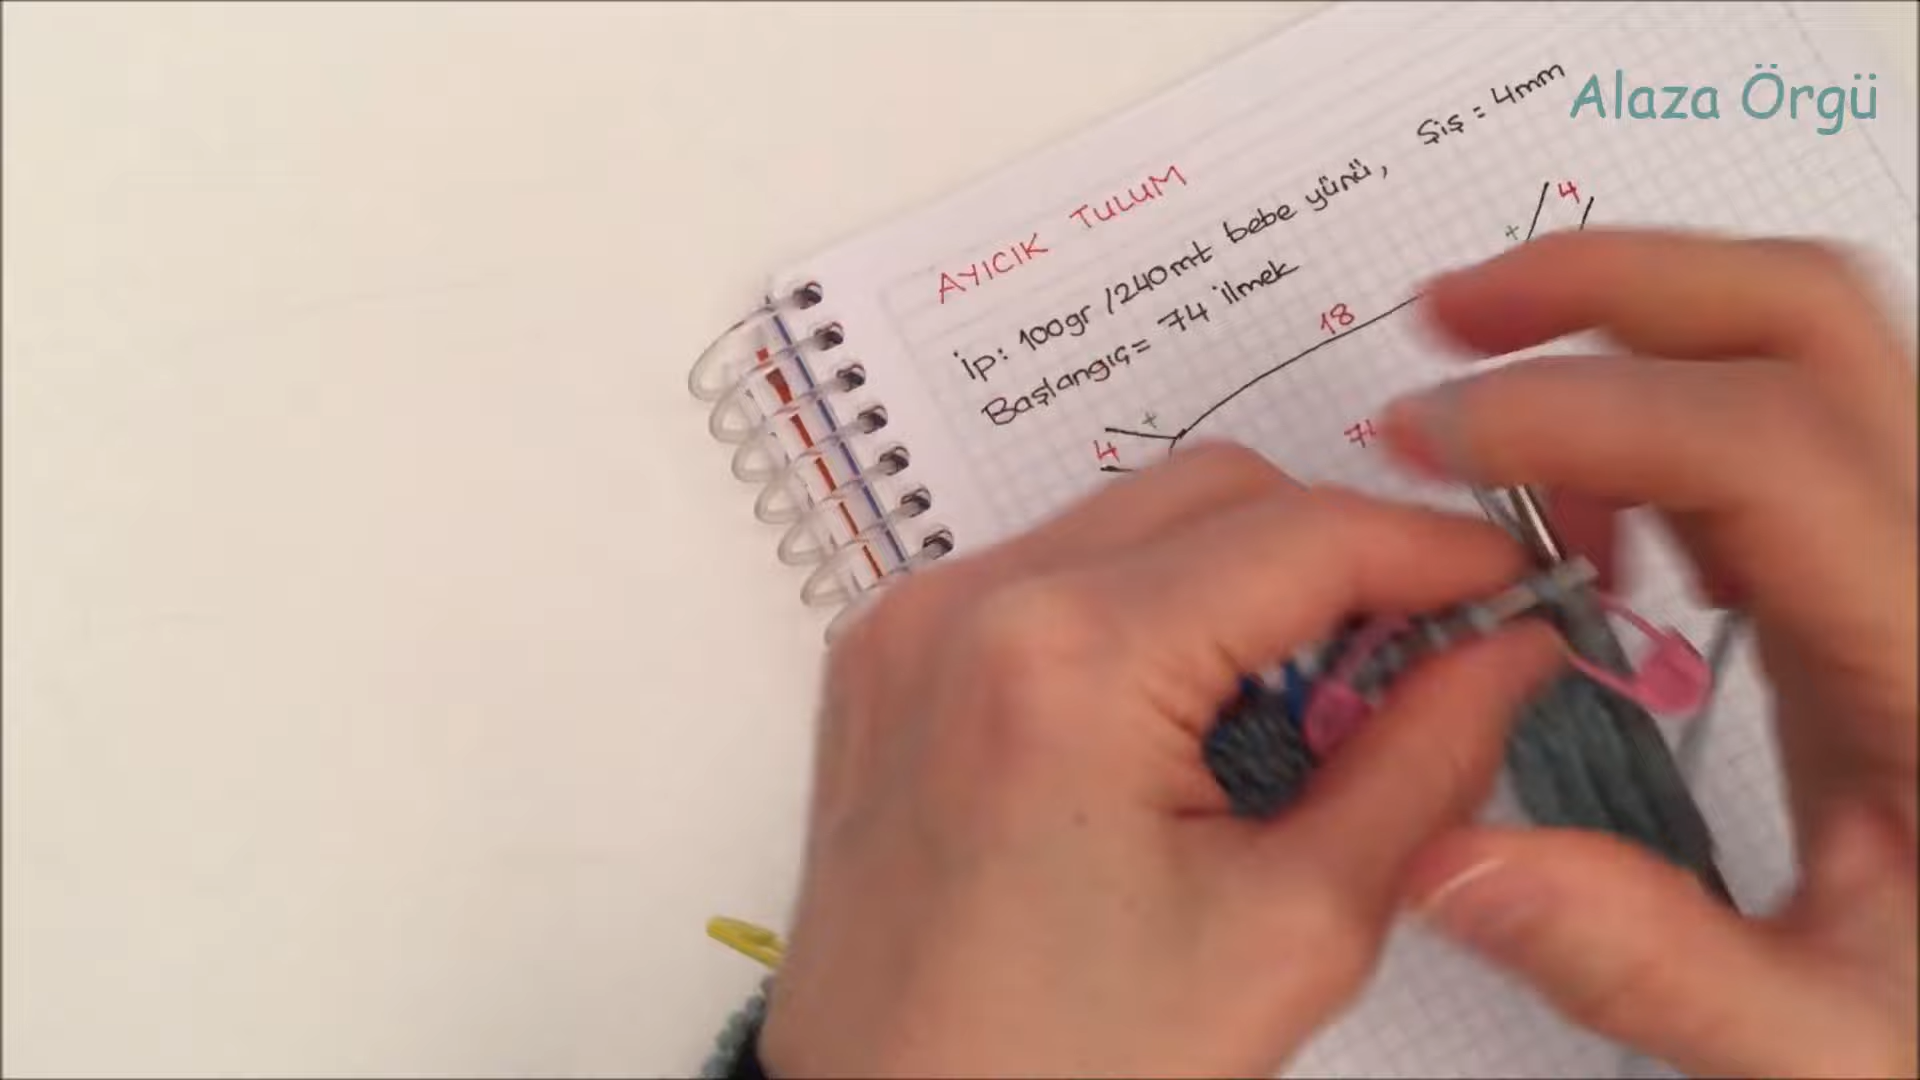 Alaza Örgü
AYICIK TULUM
İp: 100gr /240mt bebe yünü, Şiş = 4mm
Başlangıç = 74 ilmek
4
+
18
+
4